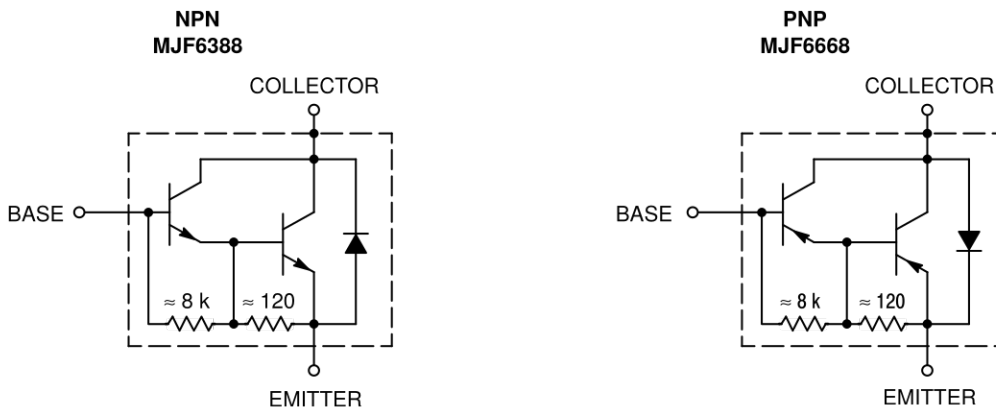 NPN
MJF6388
COLLECTOR
BASE
≈ 8 k
≈ 120
EMITTER
PNP
MJF6668
COLLECTOR
BASE
≈ 8 k
≈ 120
EMITTER